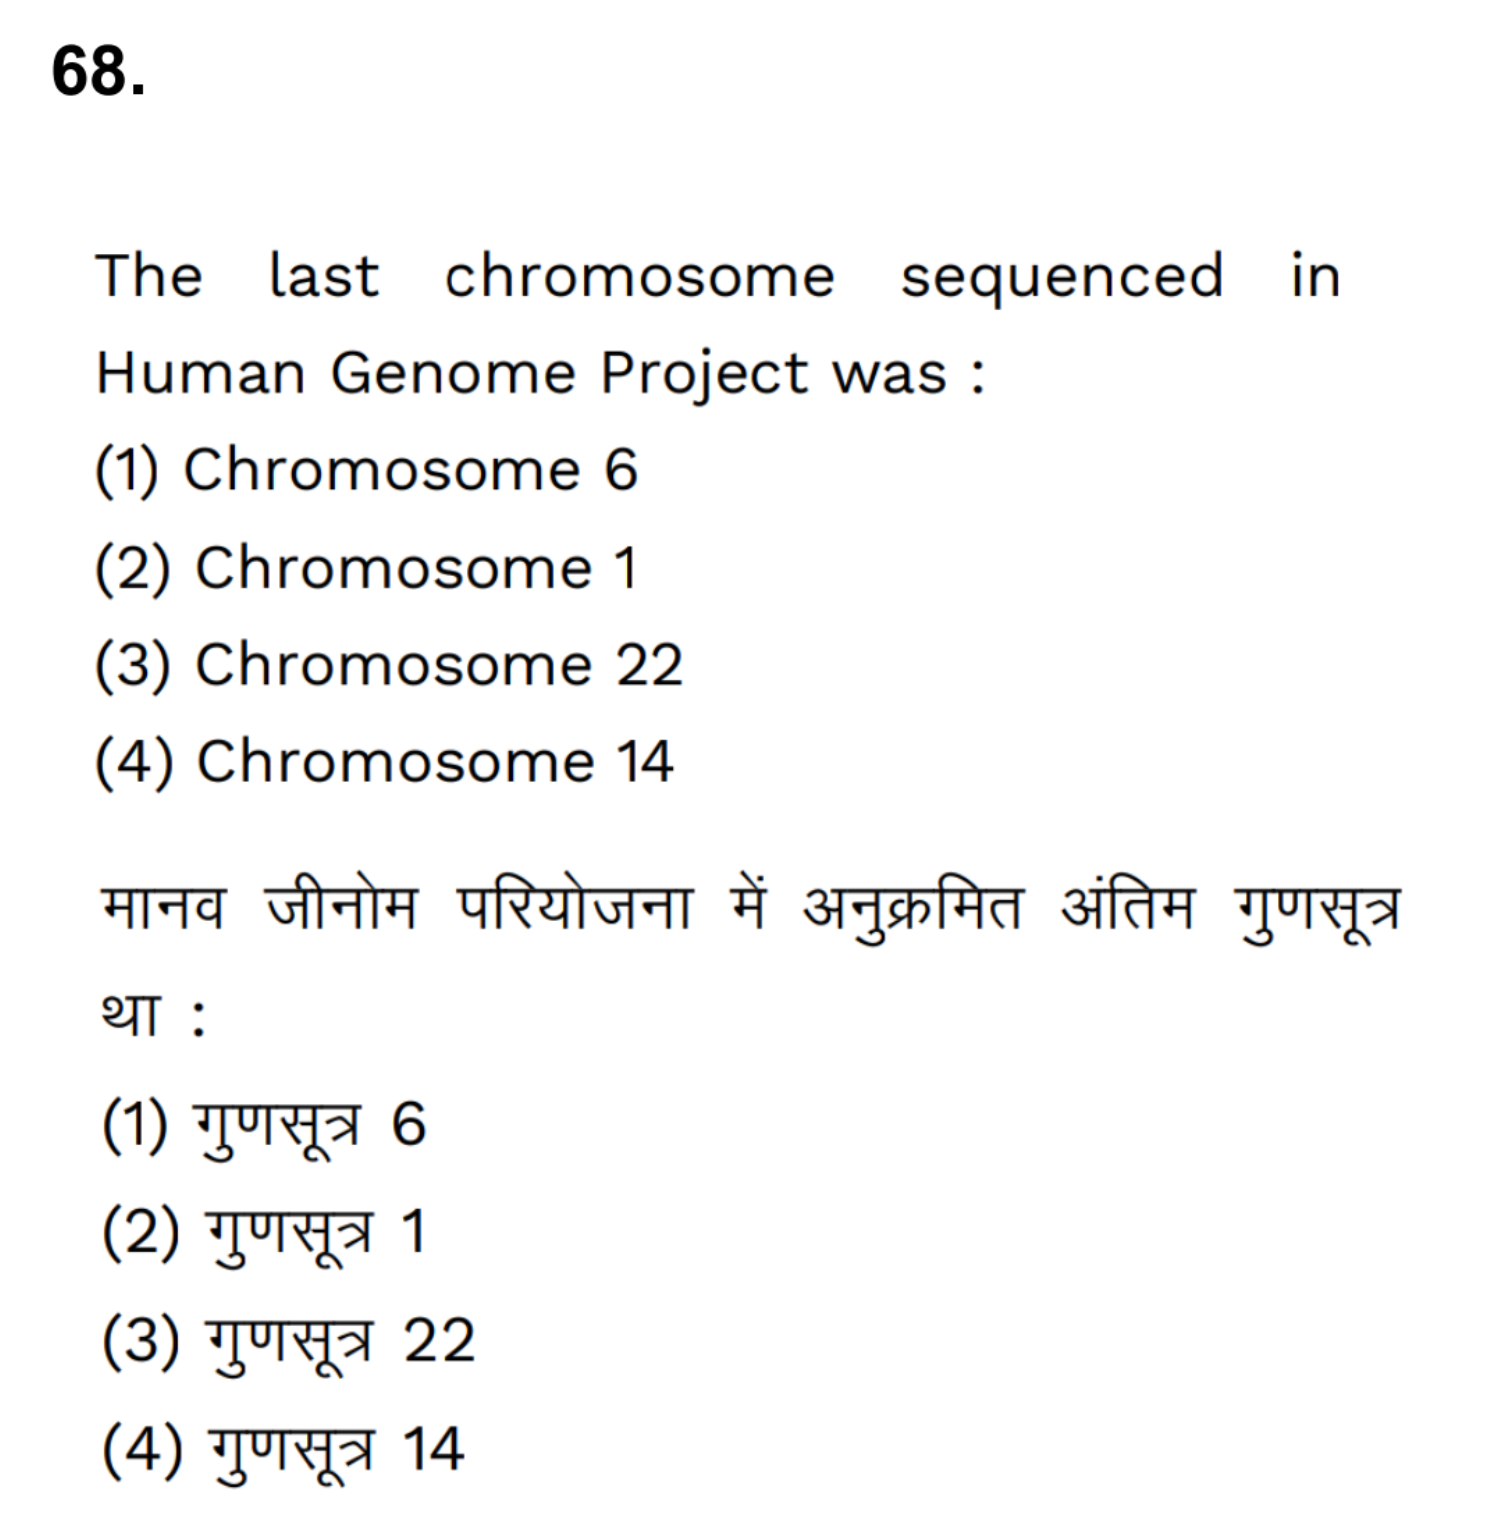 68.
The last chromosome sequenced in
Human Genome Project was :
(1) Chromosome 6
(2) Chromosome 1
(3) Chromosome 22
(4) Chromosome 14
मानव जीनोम परियोजना में अनुक्रमित अंतिम गुणसूत्र
था :
(1) गुणसूत्र 6
(2) गुणसूत्र 1
(3) गुणसूत्र 22
(4) गुणसूत्र 14